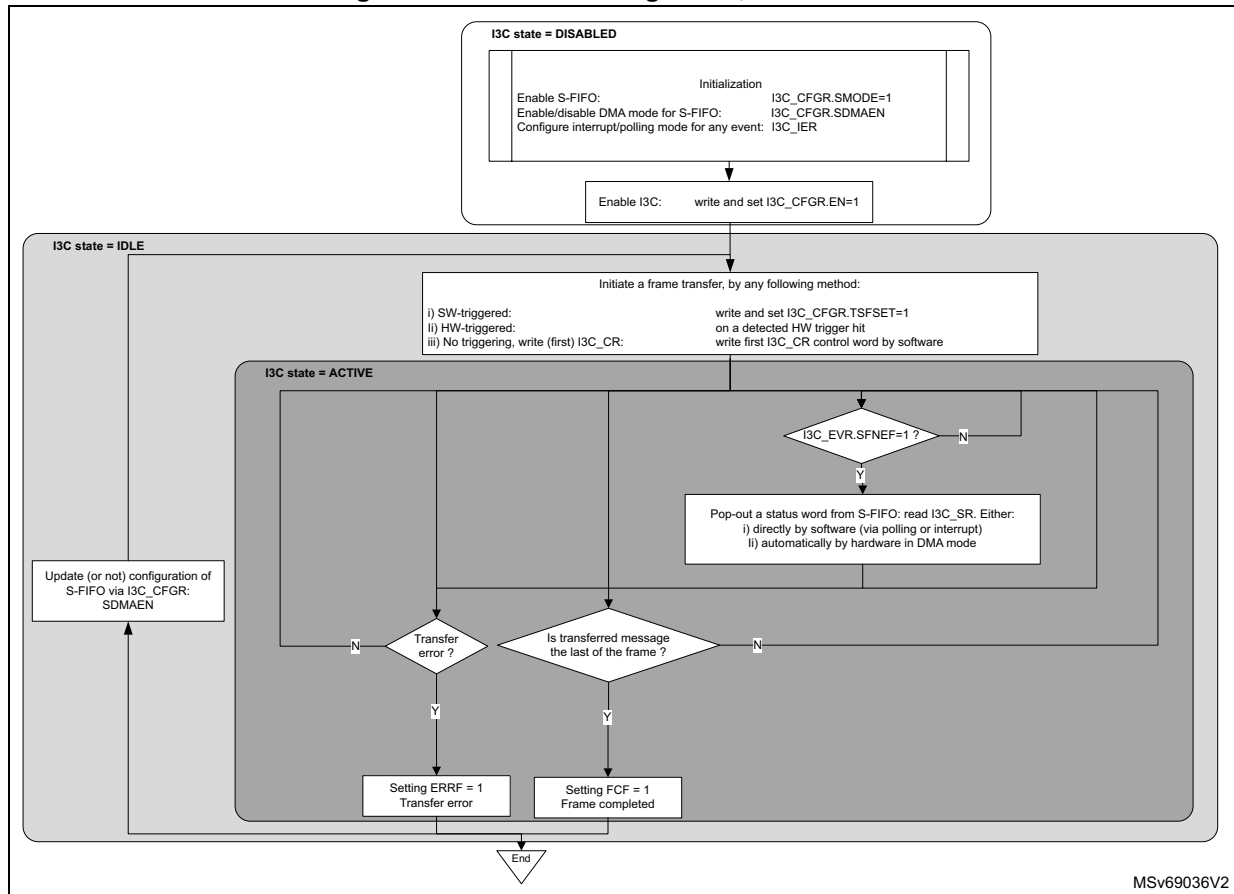 I3C state = DISABLED
Initialization
Enable S-FIFO: I3C_CFGR.SMODE=1
Enable/disable DMA mode for S-FIFO: I3C_CFGR.SDMAEN
Configure interrupt/polling mode for any event: I3C_IER
Enable I3C: write and set I3C_CFGR.EN=1
I3C state = IDLE
Initiate a frame transfer, by any following method:
i) SW-triggered: write and set I3C_CFGR.TSFSET=1
Ii) HW-triggered: on a detected HW trigger hit
iii) No triggering, write (first) I3C_CR: write first I3C_CR control word by software
I3C state = ACTIVE
I3C_EVR.SFNEF=1 ?
N
Y
Pop-out a status word from S-FIFO: read I3C_SR. Either:
i) directly by software (via polling or interrupt)
Ii) automatically by hardware in DMA mode
Update (or not) configuration of
S-FIFO via I3C_CFGR:
SDMAEN
N
Transfer
error ?
Is transferred message
the last of the frame ?
N
Y
Y
Setting ERRF = 1
Transfer error
Setting FCF = 1
Frame completed
End
MSv69036V2